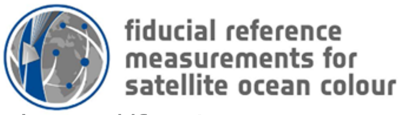 fiducial reference
measurements for
satellite ocean colour